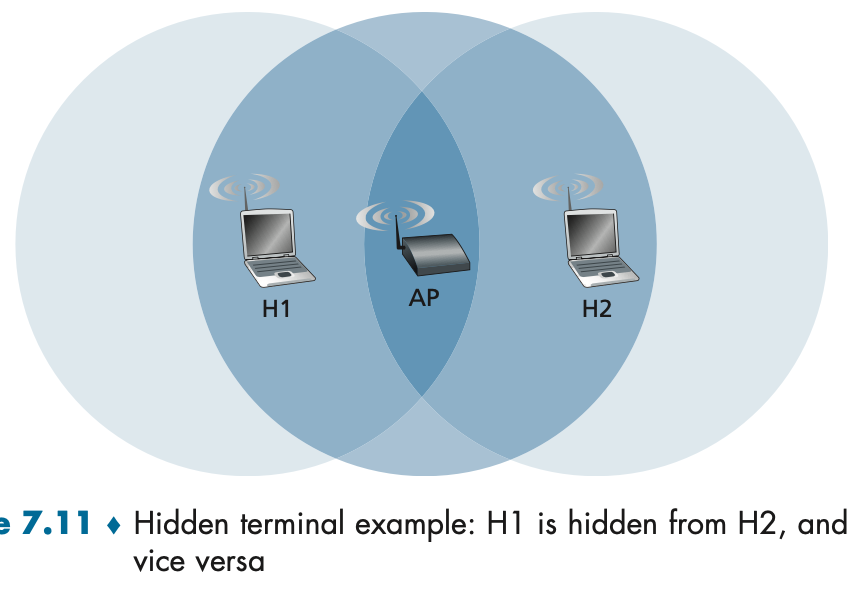 H1
AP
H2
e 7.11 ♦ Hidden terminal example: H1 is hidden from H2, and
vice versa